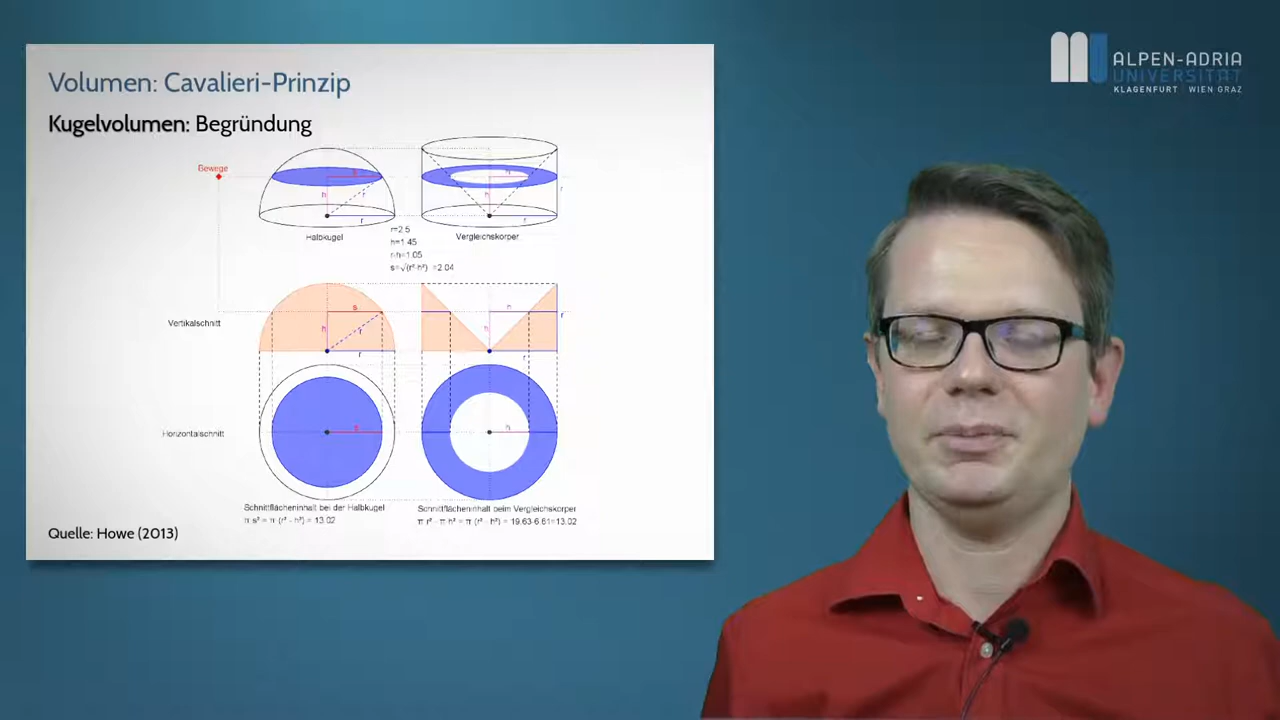 Volumen: Cavalieri-Prinzip
Kugelvolumen: Begründung
Bewege
s
h
r
r
h
h
r
r
Halbkugel
Vergleichskörper
r=2.5
h=1.45
r-h=1.05
s=√(r²-h²) =2.04
Vertikalschnitt
s
h
r
r
h
h
r
r
Horizontalschnitt
s
h
Schnittflächeninhalt bei der Halbkugel
π s² = π (r² - h²) = 13.02
Schnittflächeninhalt beim Vergleichskörper
π r² - π h² = π (r² - h²) = 19.63-6.61=13.02
Quelle: Howe (2013)
ALPEN-ADRIA
UNIVERSITÄT
KLAGENFURT WIEN GRAZ